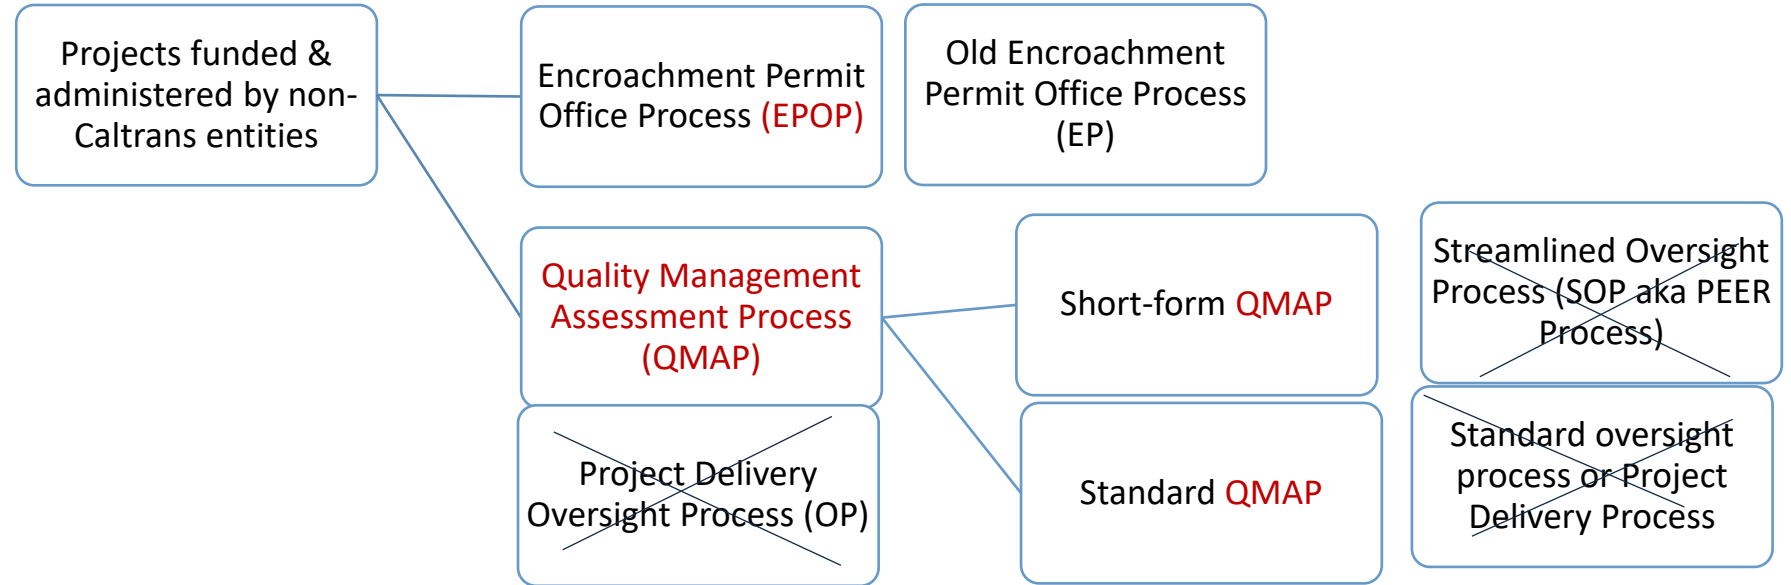 Projects funded &
administered by non-
Caltrans entities
Encroachment Permit
Office Process (EPOP)
Old Encroachment
Permit Office Process
(EP)
Quality Management
Assessment Process
(QMAP)
Short-form QMAP
Streamlined Oversight
Process (SOP aka PEER
Process)
Project Delivery
Oversight Process (OP)
Standard QMAP
Standard oversight
process or Project
Delivery Process